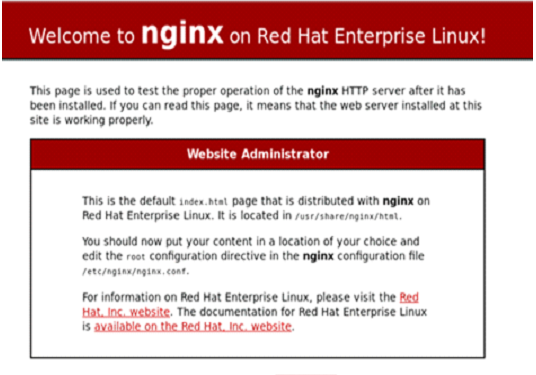 Welcome to nginx on Red Hat Enterprise Linux!
This page is used to test the proper operation of the nginx HTTP server after it has
been installed. If you can read this page, it means that the web server installed at this
site is working properly.
Website Administrator
This is the default index.html page that is distributed with nginx on
Red Hat Enterprise Linux. It is located in /usr/share/nginx/html.
You should now put your content in a location of your choice and
edit the root configuration directive in the nginx configuration file
/etc/nginx/nginx.conf.
For information on Red Hat Enterprise Linux, please visit the Red
Hat, Inc. website. The documentation for Red Hat Enterprise Linux
is available on the Red Hat, Inc. website.